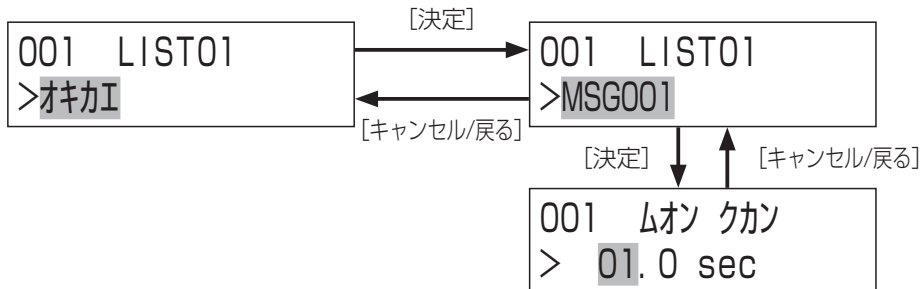 [決定]
001 LIST01
>オキカエ
001 LIST01
>MSG001
[キャンセル/戻る]
[決定]
[キャンセル/戻る]
001 ムオン クカン
> 01.0 sec